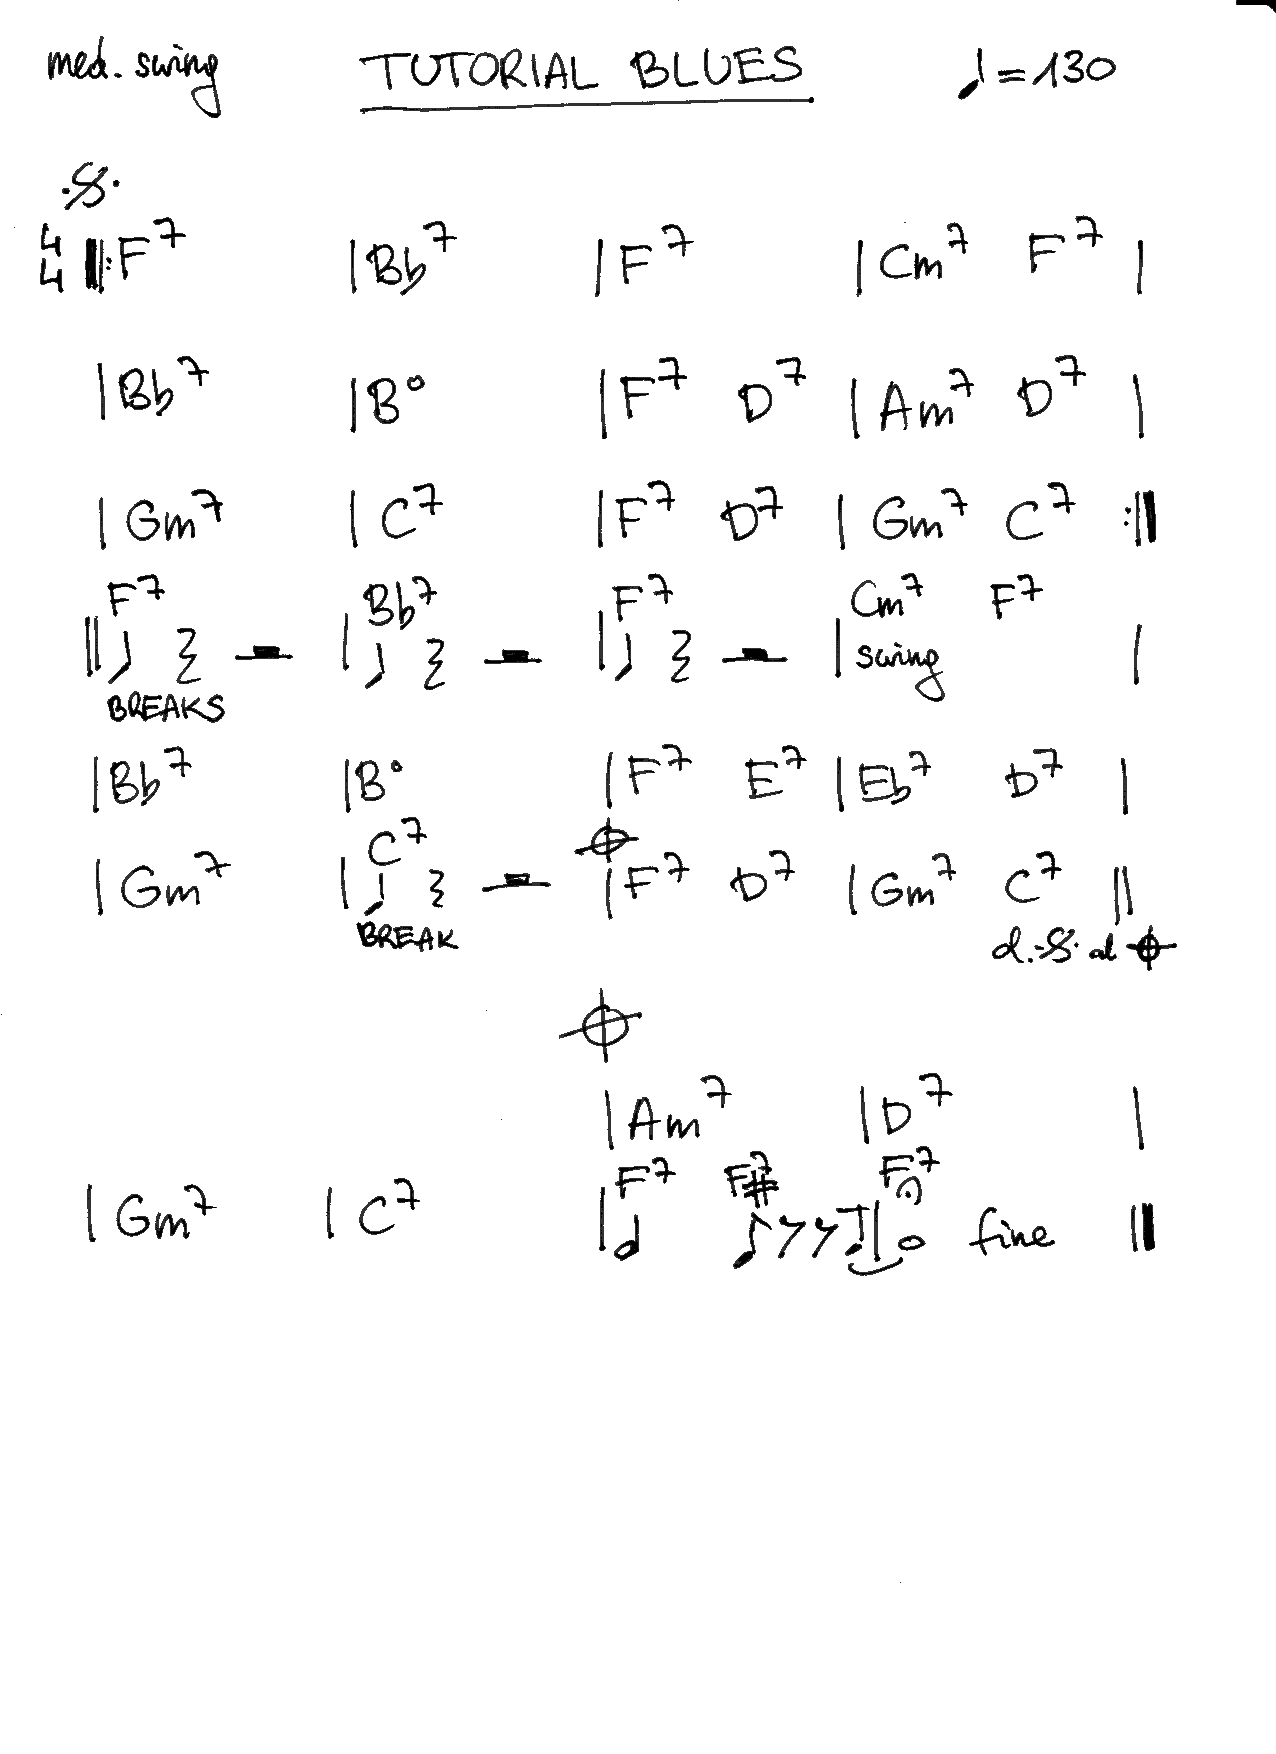 med. swing TUTORIAL BLUES ♩=130
𝄋
4/4 𝄆 F7 | Bb7 | F7 | Cm7 F7 |
| Bb7 | B° | F7 D7 | Am7 D7 |
| Gm7 | C7 | F7 D7 | Gm7 C7 𝄇
F7 Bb7 F7 Cm7 F7
‖ ♩ 𝄽 𝄼 | ♩ 𝄽 𝄼 | ♩ 𝄽 𝄼 | swing |
BREAKS
| Bb7 | B° | F7 E7 | Eb7 D7 |
C7 𝄌
| Gm7 | ♩ 𝄽 𝄼 | F7 D7 | Gm7 C7 ‖
BREAK d.𝄋. al 𝄌
𝄌
| Am7 | D7 |
F7 F#7 F7
| Gm7 | C7 | 𝅗𝅥 ♪ 𝄾 𝄾 ♪ | 𝅝 fine ‖